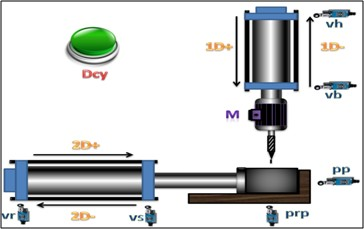 Dcy
1D+
1D-
vh
vb
M
2D+
2D-
vr
vs
pp
prp